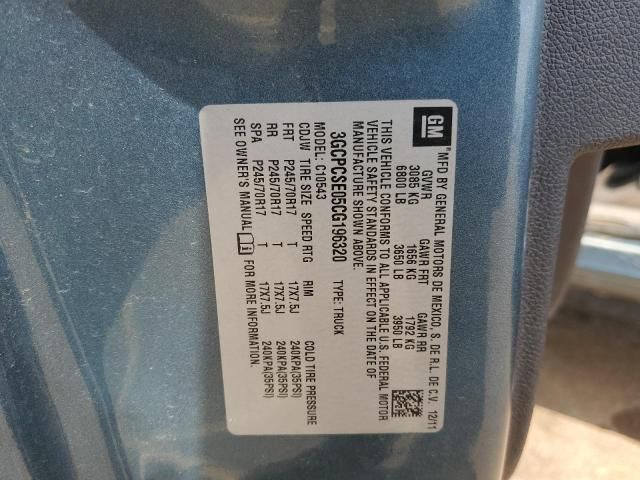 GM
MFD BY GENERAL MOTORS DE MEXICO, S. DE R.L. DE C.V. 12/11
GVWR GAWR FRT GAWR RR
3085 KG 1656 KG 1792 KG
6800 LB 3650 LB 3950 LB
THIS VEHICLE CONFORMS TO ALL APPLICABLE U.S. FEDERAL MOTOR
VEHICLE SAFETY STANDARDS IN EFFECT ON THE DATE OF
MANUFACTURE SHOWN ABOVE.
3GCPCSE05CG196320 TYPE: TRUCK
MODEL: C10543
CDJW TIRE SIZE SPEED RTG RIM COLD TIRE PRESSURE
FRT P245/70R17 T 17X7.5J 240KPA(35PSI)
RR P245/70R17 T 17X7.5J 240KPA(35PSI)
SPA P245/70R17 T 17X7.5J 240KPA(35PSI)
SEE OWNER'S MANUAL FOR MORE INFORMATION.